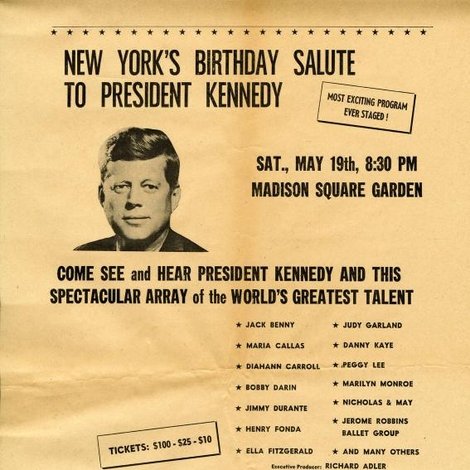 NEW YORK'S BIRTHDAY SALUTE
TO PRESIDENT KENNEDY
MOST EXCITING PROGRAM
EVER STAGED!
SAT., MAY 19th, 8:30 PM
MADISON SQUARE GARDEN
COME SEE and HEAR PRESIDENT KENNEDY AND THIS
SPECTACULAR ARRAY of the WORLD'S GREATEST TALENT
★ JACK BENNY
★ MARIA CALLAS
★ DIAHANN CARROLL
★ BOBBY DARIN
★ JIMMY DURANTE
★ HENRY FONDA
★ ELLA FITZGERALD
★ JUDY GARLAND
★ DANNY KAYE
★ PEGGY LEE
★ MARILYN MONROE
★ NICHOLS & MAY
★ JEROME ROBBINS
BALLET GROUP
★ AND MANY OTHERS
TICKETS: $100 - $25 - $10
Executive Producer: RICHARD ADLER